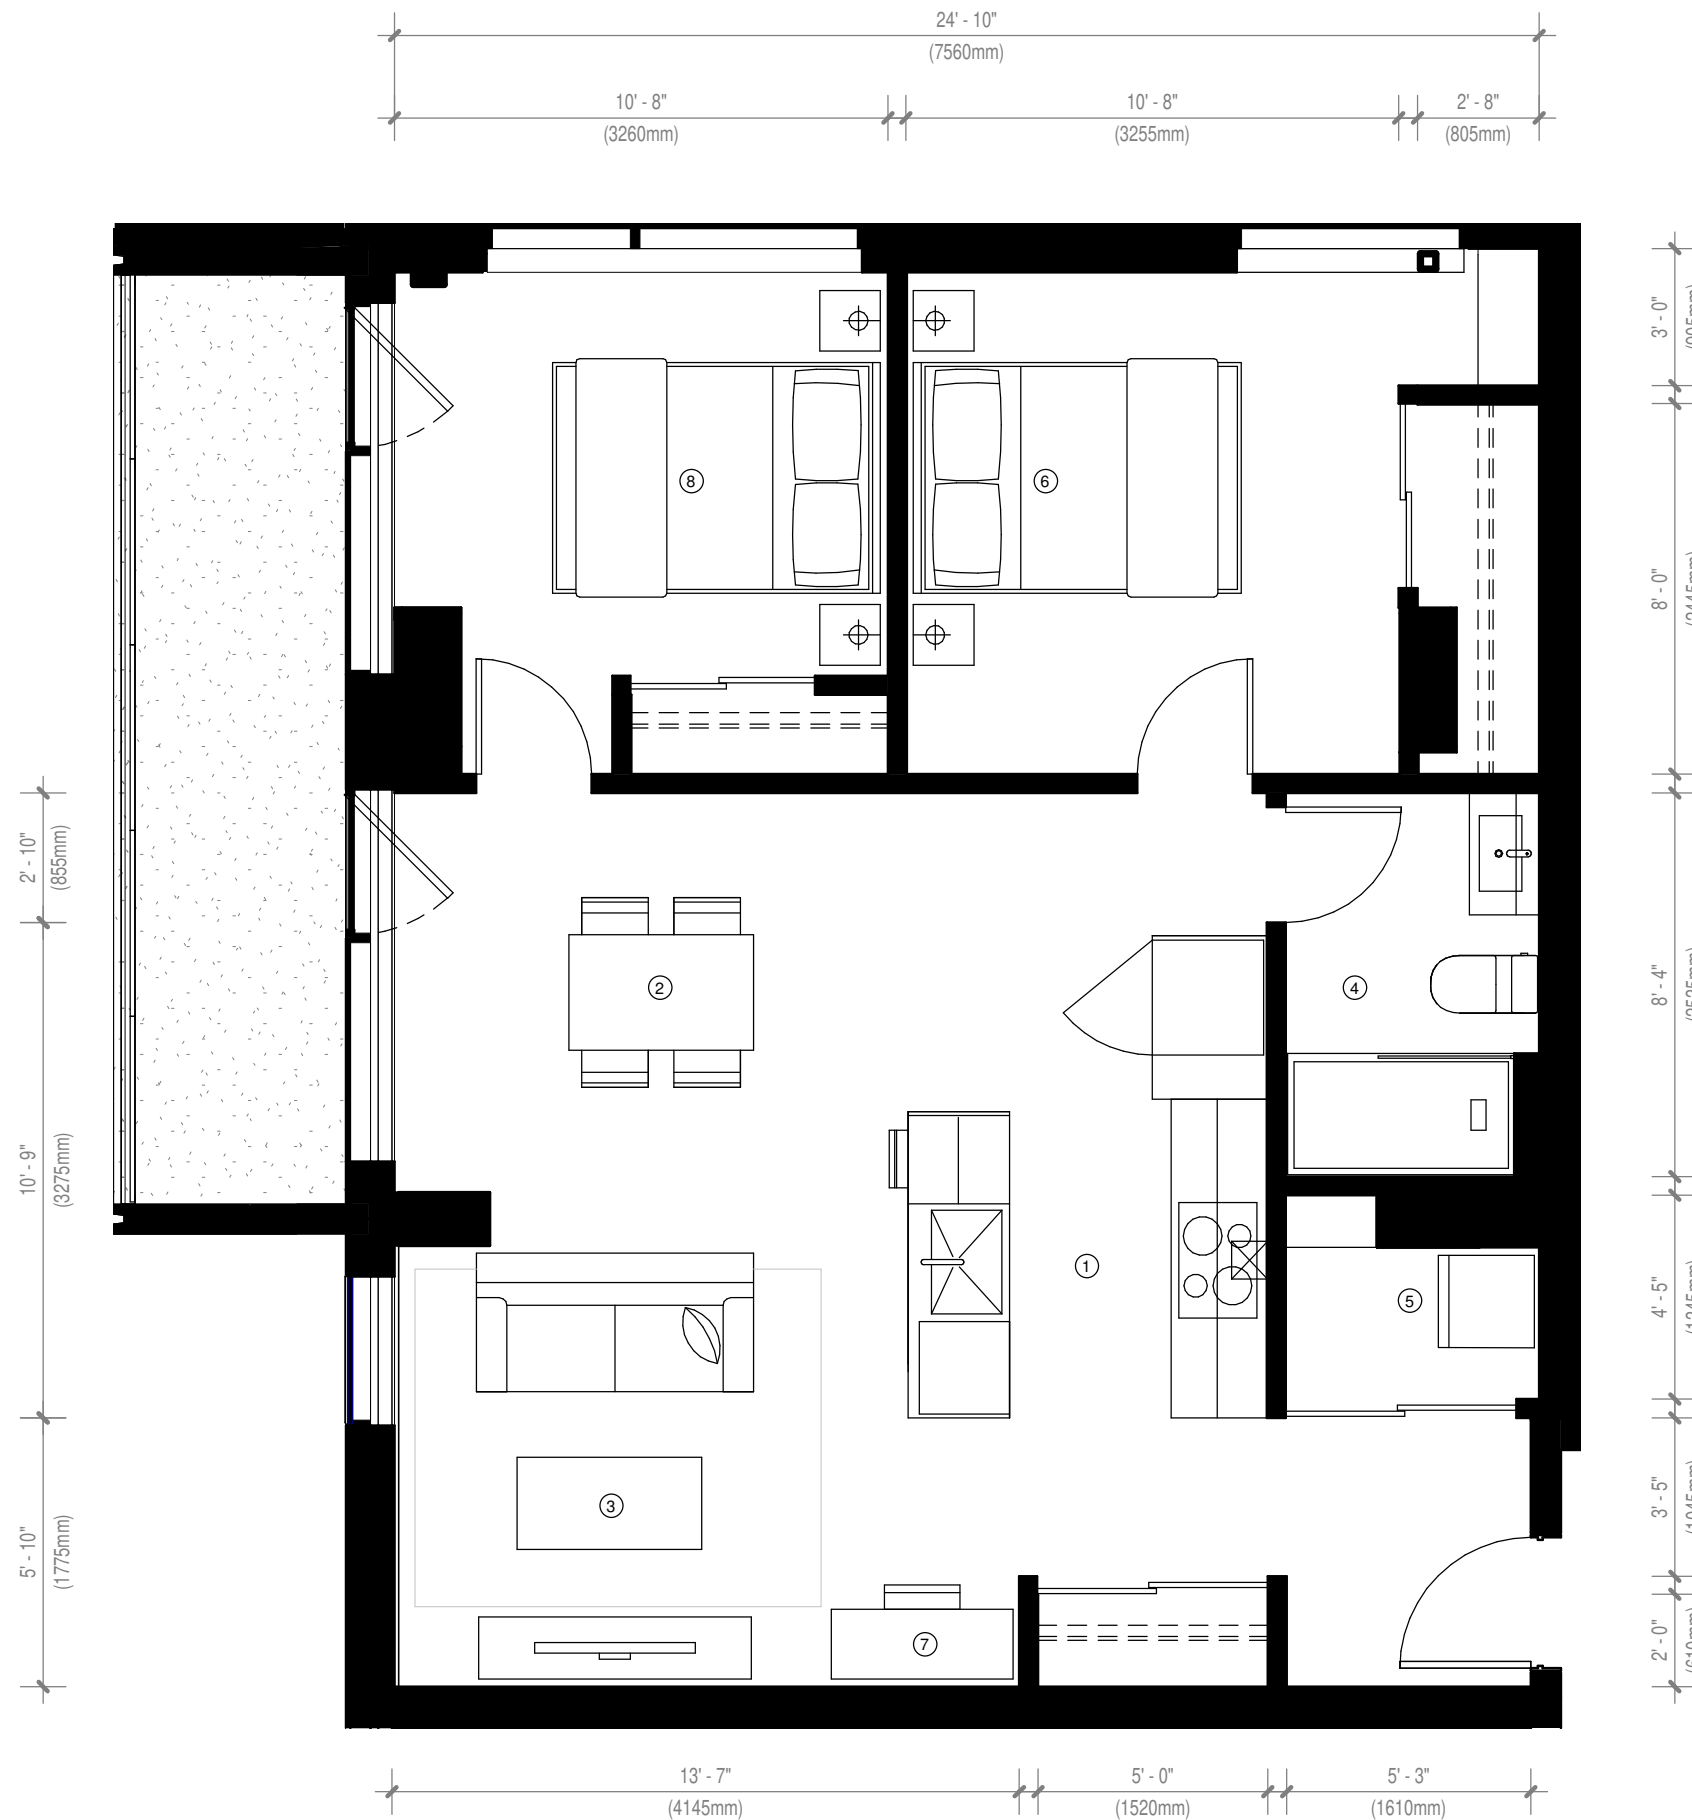 24' - 10"
(7560mm)
10' - 8"
(3260mm)
10' - 8"
(3255mm)
2' - 8"
(805mm)
3' - 0"
8
6
8' - 0"
2' - 10"
(855mm)
2
4
8' - 4"
10' - 9"
(3275mm)
1
5
4' - 5"
3
5' - 10"
(1775mm)
3' - 5"
7
2' - 0"
13' - 7"
(4145mm)
5' - 0"
(1520mm)
5' - 3"
(1610mm)